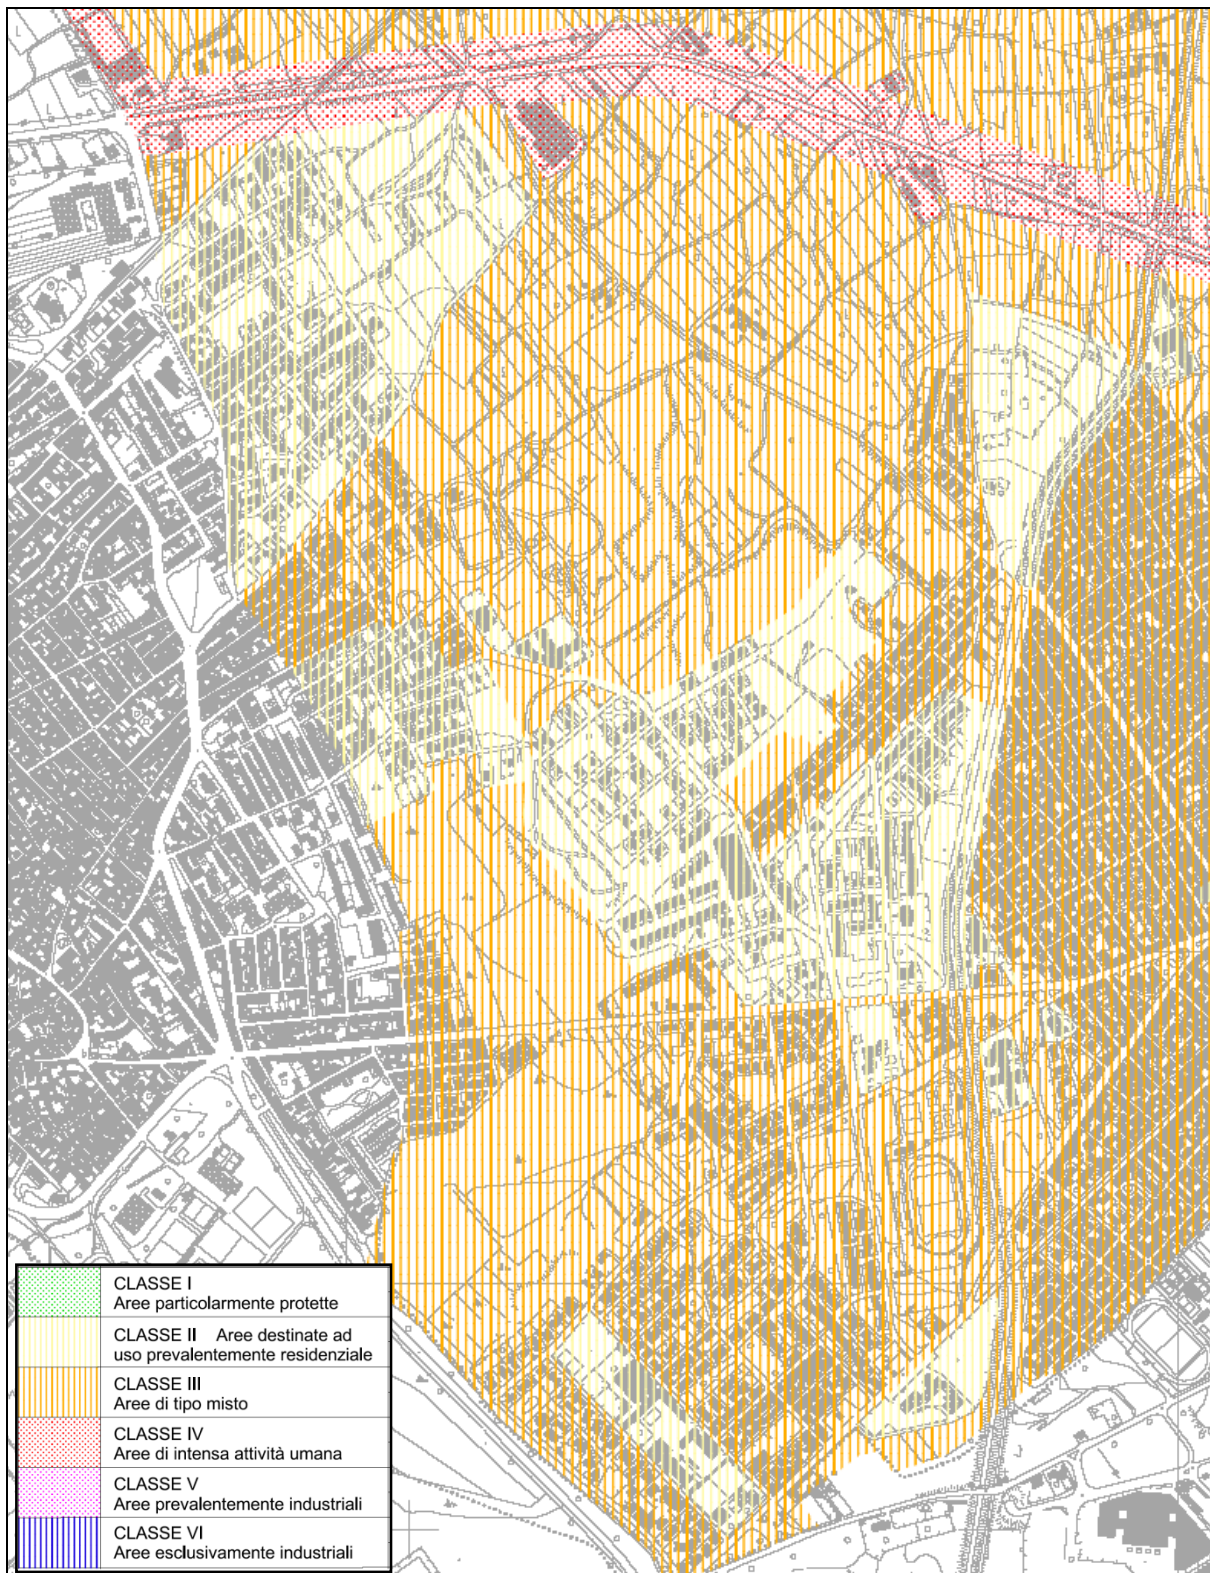 CLASSE I
Aree particolarmente protette
CLASSE II Aree destinate ad
uso prevalentemente residenziale
CLASSE III
Aree di tipo misto
CLASSE IV
Aree di intensa attività umana
CLASSE V
Aree prevalentemente industriali
CLASSE VI
Aree esclusivamente industriali